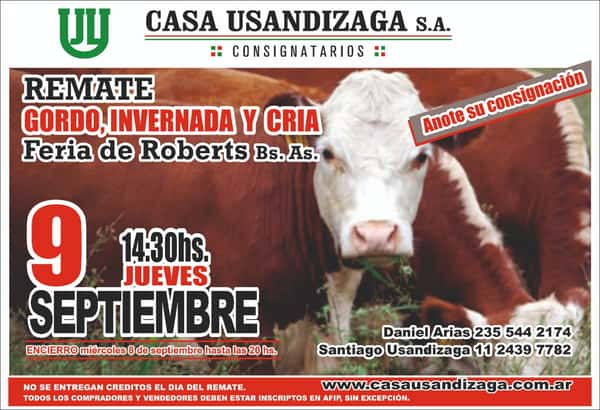 CASA USANDIZAGA S.A.
CONSIGNATARIOS
REMATE
GORDO, INVERNADA Y CRIA
Feria de Roberts Bs. As.
Anote su consignación
9
14:30hs.
JUEVES
SEPTIEMBRE
ENCIERRO miércoles 8 de septiembre hasta las 20 hs.
Daniel Arias 235 544 2174
Santiago Usandizaga 11 2439 7782
NO SE ENTREGAN CREDITOS EL DIA DEL REMATE.
TODOS LOS COMPRADORES Y VENDEDORES DEBEN ESTAR INSCRIPTOS EN AFIP, SIN EXCEPCIÓN.
www.casausandizaga.com.ar